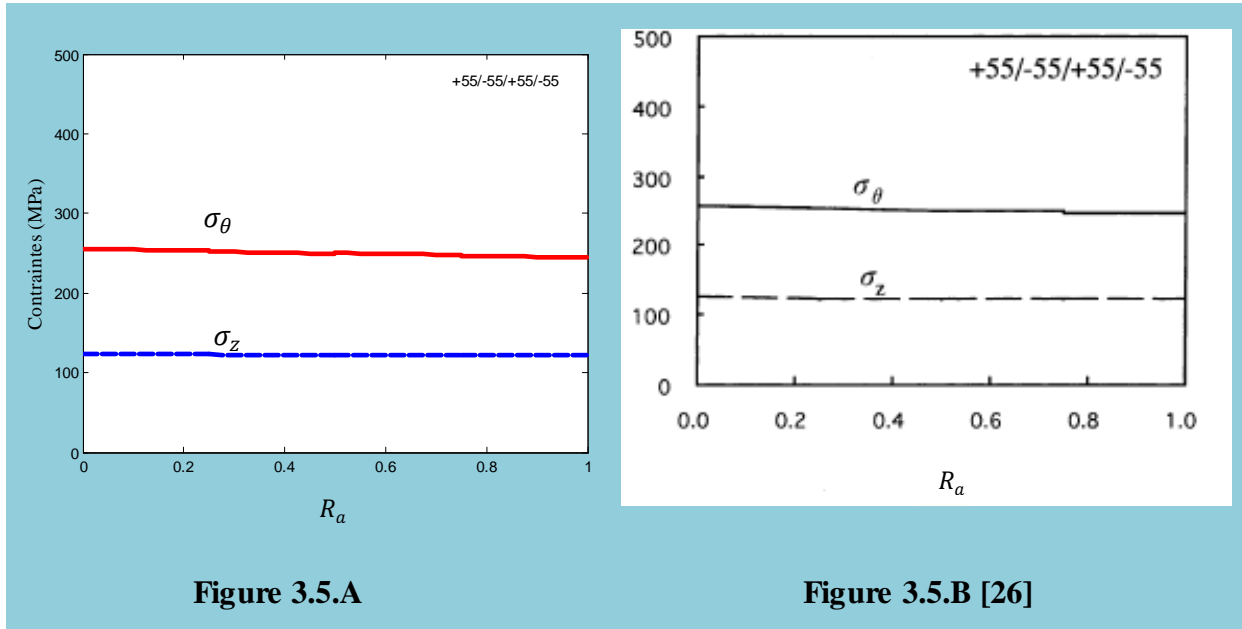 500
+55/-55/+55/-55
400
300
σθ
200
σz
100
0
0 0.2 0.4 0.6 0.8 1
Contraintes (MPa)
Ra
Figure 3.5.A
500
+55/-55/+55/-55
400
300
σθ
200
σz
100
0
0.0 0.2 0.4 0.6 0.8 1.0
Ra
Figure 3.5.B [26]